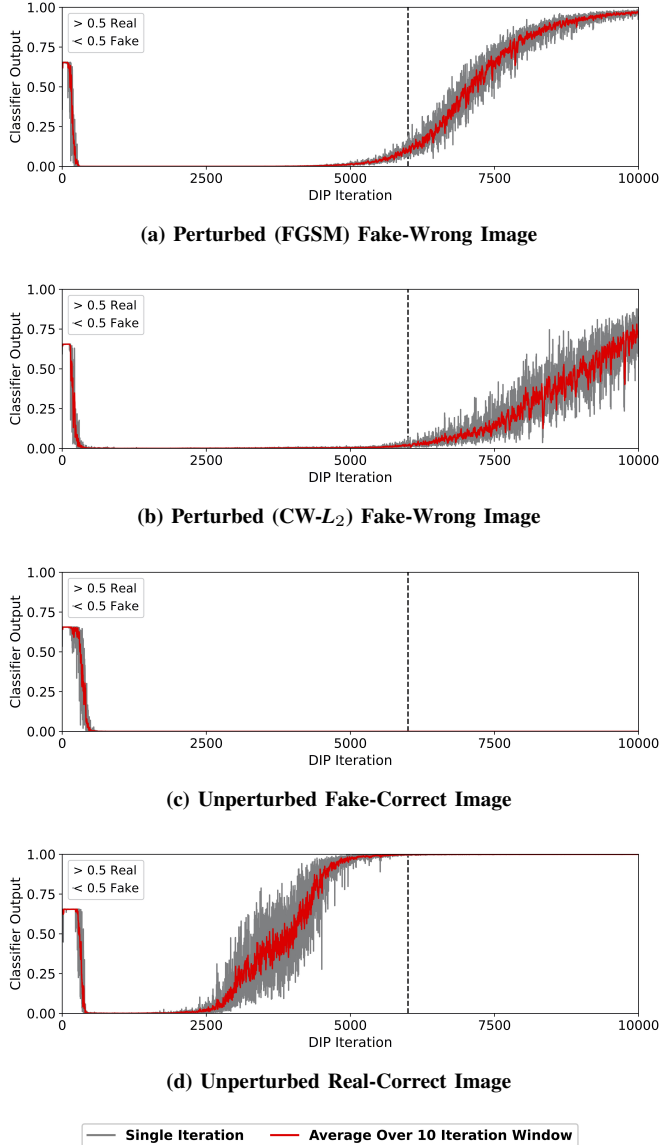 1.00
0.75
0.50
0.25
0.00
Classifier Output
> 0.5 Real
< 0.5 Fake
0 2500 5000 7500 10000
DIP Iteration
(a) Perturbed (FGSM) Fake-Wrong Image
1.00
0.75
0.50
0.25
0.00
Classifier Output
> 0.5 Real
< 0.5 Fake
0 2500 5000 7500 10000
DIP Iteration
(b) Perturbed (CW-L₂) Fake-Wrong Image
1.00
0.75
0.50
0.25
0.00
Classifier Output
> 0.5 Real
< 0.5 Fake
0 2500 5000 7500 10000
DIP Iteration
(c) Unperturbed Fake-Correct Image
1.00
0.75
0.50
0.25
0.00
Classifier Output
> 0.5 Real
< 0.5 Fake
0 2500 5000 7500 10000
DIP Iteration
(d) Unperturbed Real-Correct Image
Single Iteration Average Over 10 Iteration Window